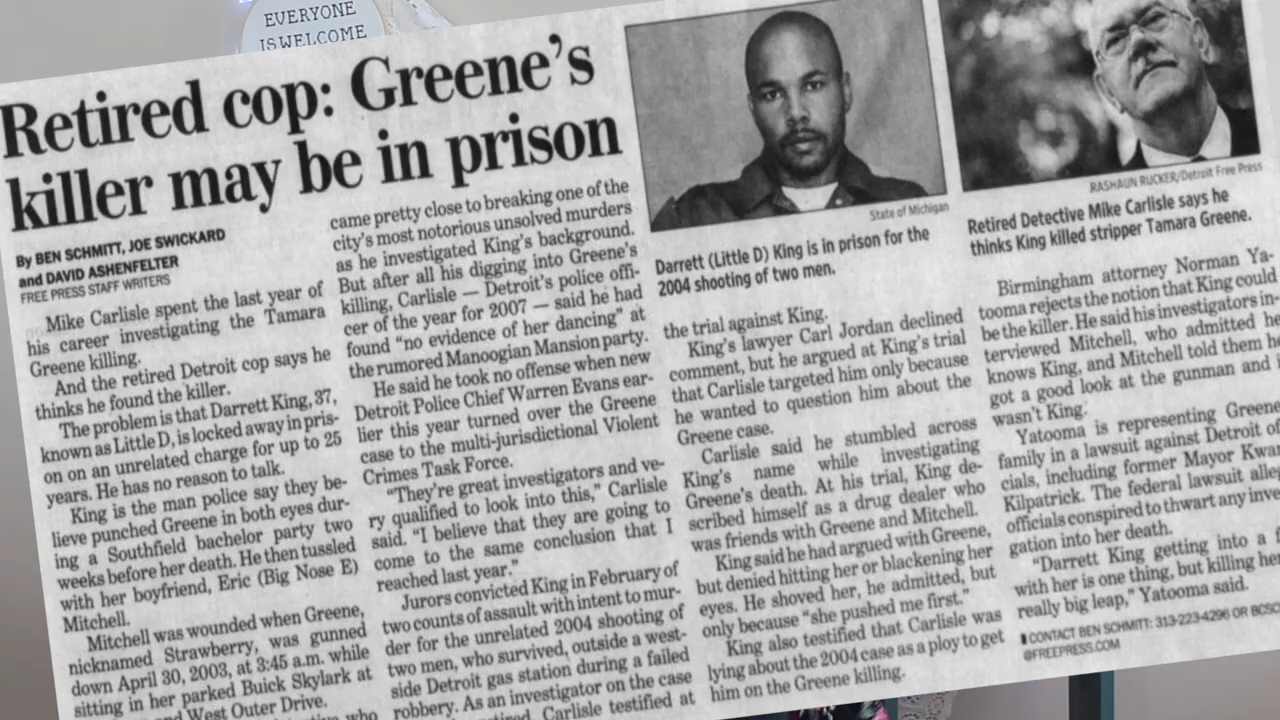 EVERYONE
IS WELCOME
Retired cop: Greene's
killer may be in prison
By BEN SCHMITT, JOE SWICKARD
and DAVID ASHENFELTER
FREE PRESS STAFF WRITERS
Mike Carlisle spent the last year of
his career investigating the Tamara
Greene killing.
And the retired Detroit cop says he
thinks he found the killer.
The problem is that Darrett King, 37,
known as Little D, is locked away in pris-
on on an unrelated charge for up to 25
years. He has no reason to talk.
King is the man police say they be-
lieve punched Greene in both eyes dur-
ing a Southfield bachelor party two
weeks before her death. He then tussled
with her boyfriend, Eric (Big Nose E)
Mitchell.
Mitchell was wounded when Greene,
nicknamed Strawberry, was gunned
down April 30, 2003, at 3:45 a.m. while
sitting in her parked Buick Skylark at
and West Outer Drive.
who
came pretty close to breaking one of the
city's most notorious unsolved murders
as he investigated King's background.
But after all his digging into Greene's
killing, Carlisle — Detroit's police offi-
cer of the year for 2007 — said he had
found "no evidence of her dancing" at
the rumored Manoogian Mansion party.
He said he took no offense when new
Detroit Police Chief Warren Evans ear-
lier this year turned over the Greene
case to the multi-jurisdictional Violent
Crimes Task Force.
"They're great investigators and ve-
ry qualified to look into this," Carlisle
said. "I believe that they are going to
come to the same conclusion that I
reached last year."
Jurors convicted King in February of
two counts of assault with intent to mur-
der for the unrelated 2004 shooting of
two men, who survived, outside a west-
side Detroit gas station during a failed
robbery. As an investigator on the case
Carlisle testified at
State of Michigan
Darrett (Little D) King is in prison for the
2004 shooting of two men.
the trial against King.
King's lawyer Carl Jordan declined
comment, but he argued at King's trial
that Carlisle targeted him only because
he wanted to question him about the
Greene case.
Carlisle said he stumbled across
King's name while investigating
Greene's death. At his trial, King de-
scribed himself as a drug dealer who
was friends with Greene and Mitchell.
King said he had argued with Greene,
but denied hitting her or blackening her
eyes. He shoved her, he admitted, but
only because "she pushed me first."
King also testified that Carlisle was
lying about the 2004 case as a ploy to get
him on the Greene killing.
RASHAUN RUCKER/Detroit Free Press
Retired Detective Mike Carlisle says he
thinks King killed stripper Tamara Greene.
Birmingham attorney Norman Ya-
tooma rejects the notion that King could
be the killer. He said his investigators in-
terviewed Mitchell, who admitted he
knows King, and Mitchell told them he
got a good look at the gunman and
wasn't King.
Yatooma is representing Greene
family in a lawsuit against Detroit of
cials, including former Mayor Kwa
Kilpatrick. The federal lawsuit alle
officials conspired to thwart any inve
gation into her death.
"Darrett King getting into a f
with her is one thing, but killing her
really big leap," Yatooma said.
CONTACT BEN SCHMITT: 313-223-4296 OR BCSC
@FREEPRESS.COM